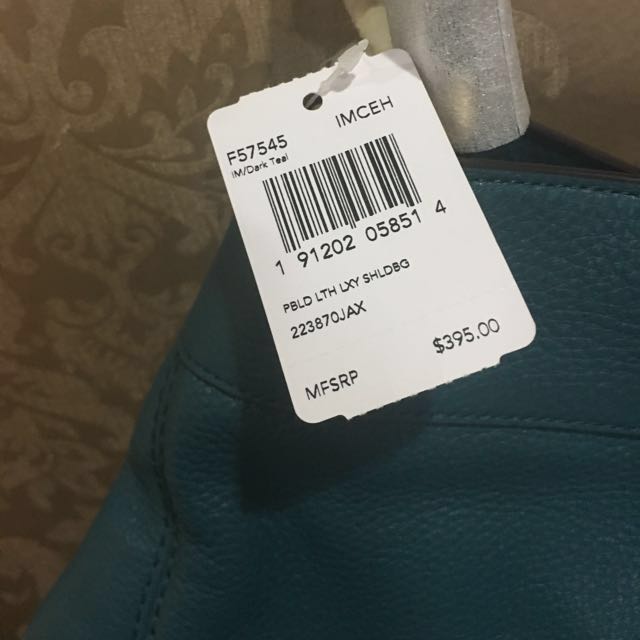 IMCEH
F57545
IM/Dark Teal
1 91202 05851 4
PBLD LTH LXY SHLDBG
223870JAX
MFSRP $395.00